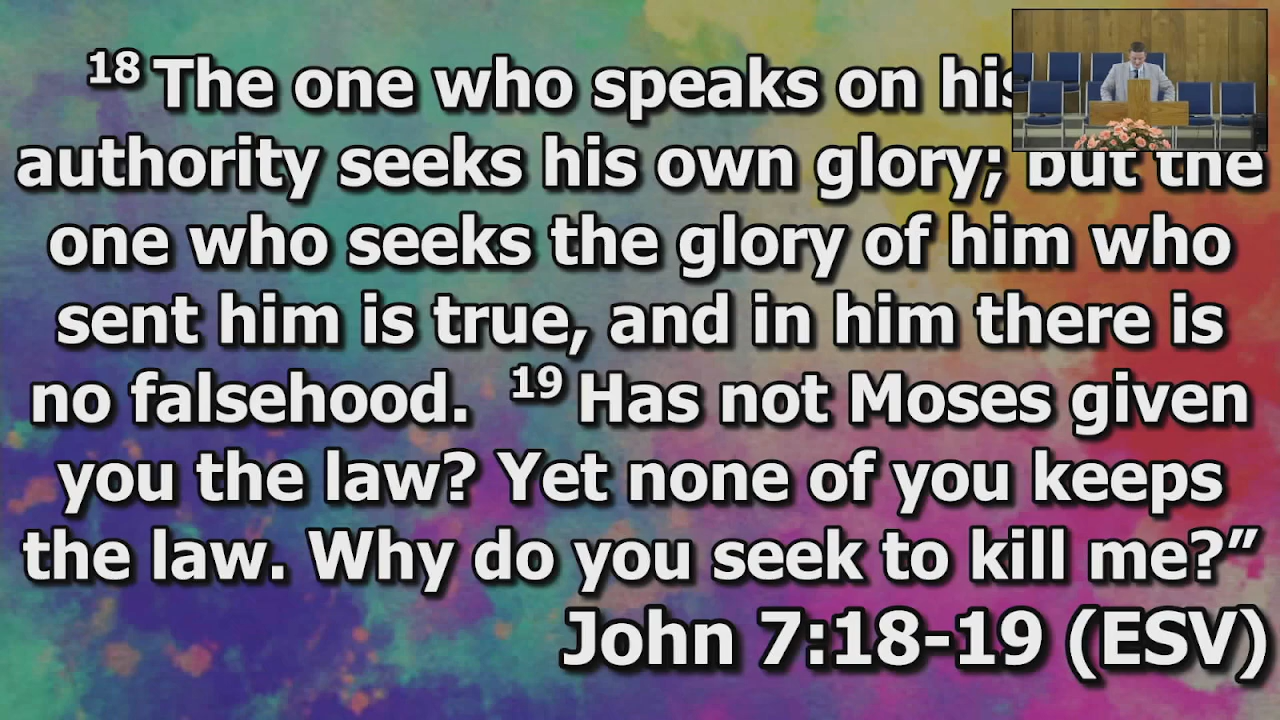 18 The one who speaks on his
authority seeks his own glory; but the
one who seeks the glory of him who
sent him is true, and in him there is
no falsehood. 19 Has not Moses given
you the law? Yet none of you keeps
the law. Why do you seek to kill me?”
John 7:18-19 (ESV)